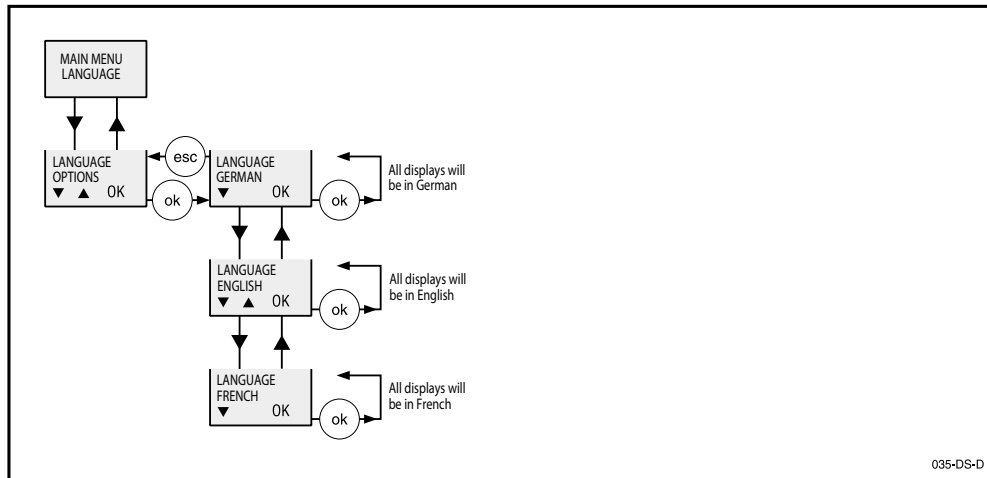 MAIN MENU
LANGUAGE
LANGUAGE
OPTIONS
▼ ▲ OK
esc
ok
LANGUAGE
GERMAN
▼ OK
ok
All displays will
be in German
LANGUAGE
ENGLISH
▼ ▲ OK
ok
All displays will
be in English
LANGUAGE
FRENCH
▼ OK
ok
All displays will
be in French
035-DS-D